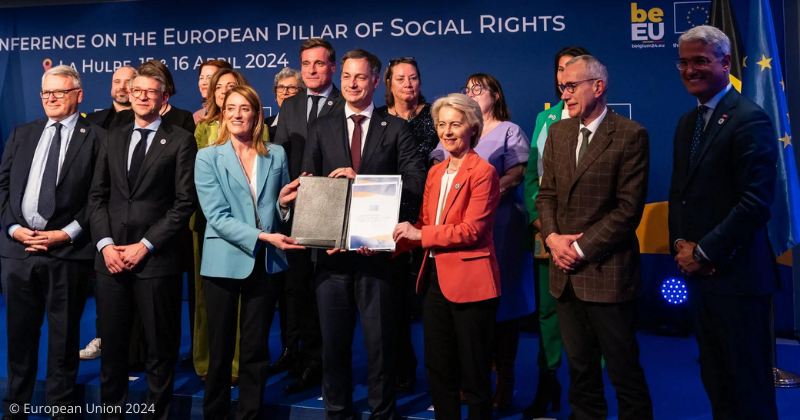 ONFERENCE ON THE EUROPEAN PILLAR OF SOCIAL RIGHTS
LA HULPE 15 & 16 APRIL 2024
be
EU
belgium24.eu
© European Union 2024